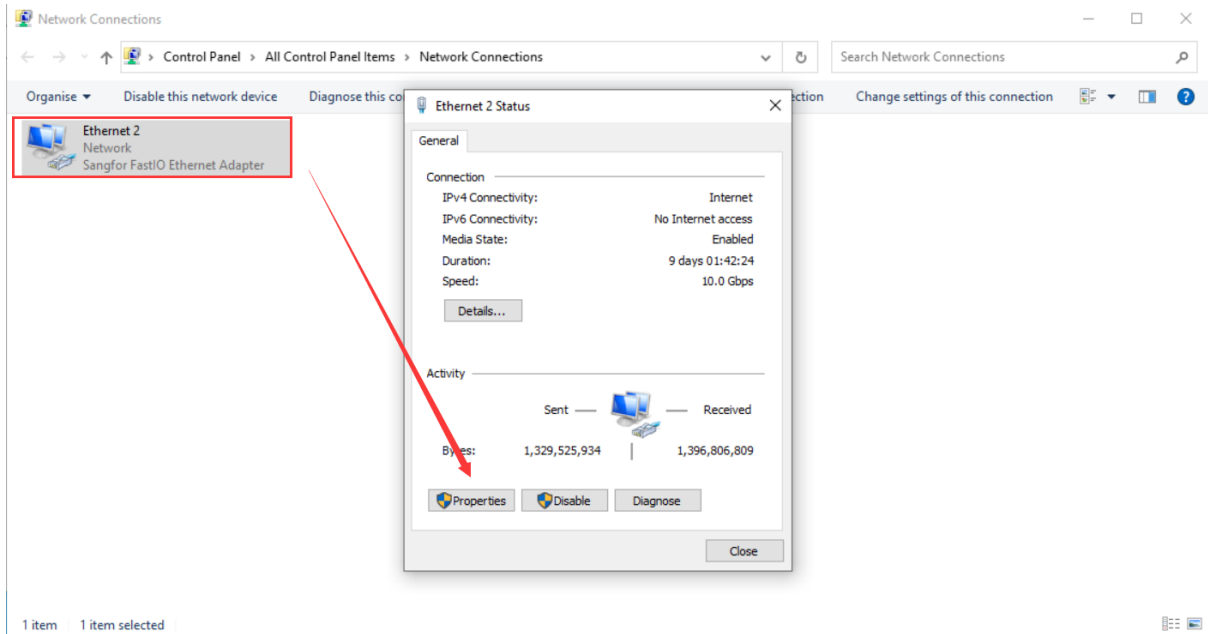 Network Connections
Control Panel > All Control Panel Items > Network Connections
Search Network Connections
Organise Disable this network device Diagnose this co ection Change settings of this connection
Ethernet 2
Network
Sangfor FastIO Ethernet Adapter
Ethernet 2 Status
General
Connection
IPv4 Connectivity: Internet
IPv6 Connectivity: No Internet access
Media State: Enabled
Duration: 9 days 01:42:24
Speed: 10.0 Gbps
Details...
Activity
Sent Received
Bytes: 1,329,525,934 1,396,806,809
Properties Disable Diagnose
Close
1 item 1 item selected